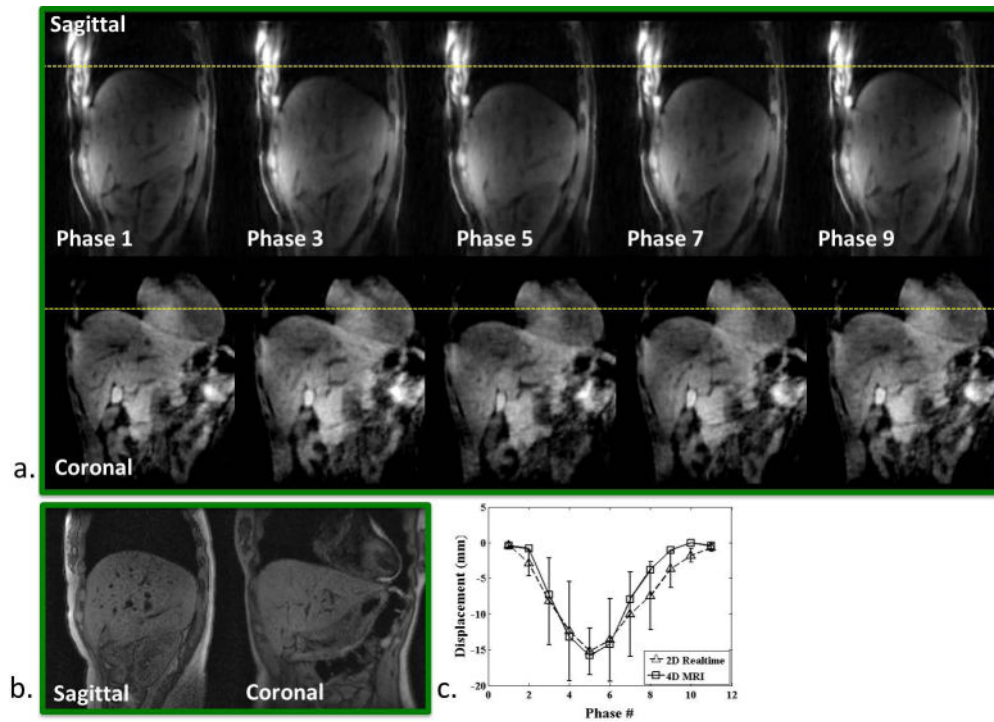 Sagittal
Phase 1 Phase 3 Phase 5 Phase 7 Phase 9
Coronal
a.
Sagittal Coronal
b.
5
0
-5
-10
-15
-20
0 2 4 6 8 10 12
Displacement (mm)
Phase #
2D Realtime
4D MRI
c.